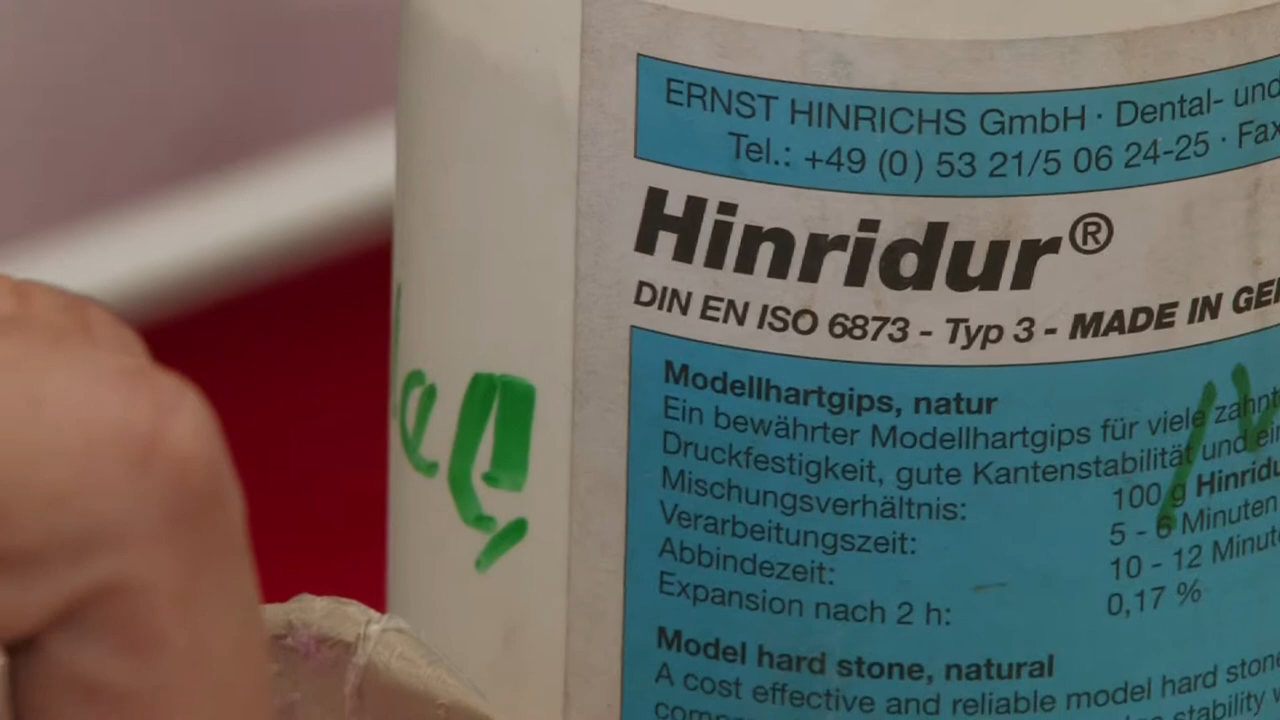 ERNST HINRICHS GmbH · Dental- und
Tel.: +49 (0) 53 21/5 06 24-25 · Fax
Hinridur®
DIN EN ISO 6873 - Typ 3 - MADE IN
Modellhartgips, natur
Ein bewährter Modellhartgips für viele
Druckfestigkeit, gute Kantenstabilität und
Mischungsverhältnis: 100 g
Verarbeitungszeit: 5 - 6 Minuten
Abbindezeit: 10 - 12
Expansion nach 2 h: 0,17 %
Model hard stone, natural
A cost effective and reliable model hard stone
stability